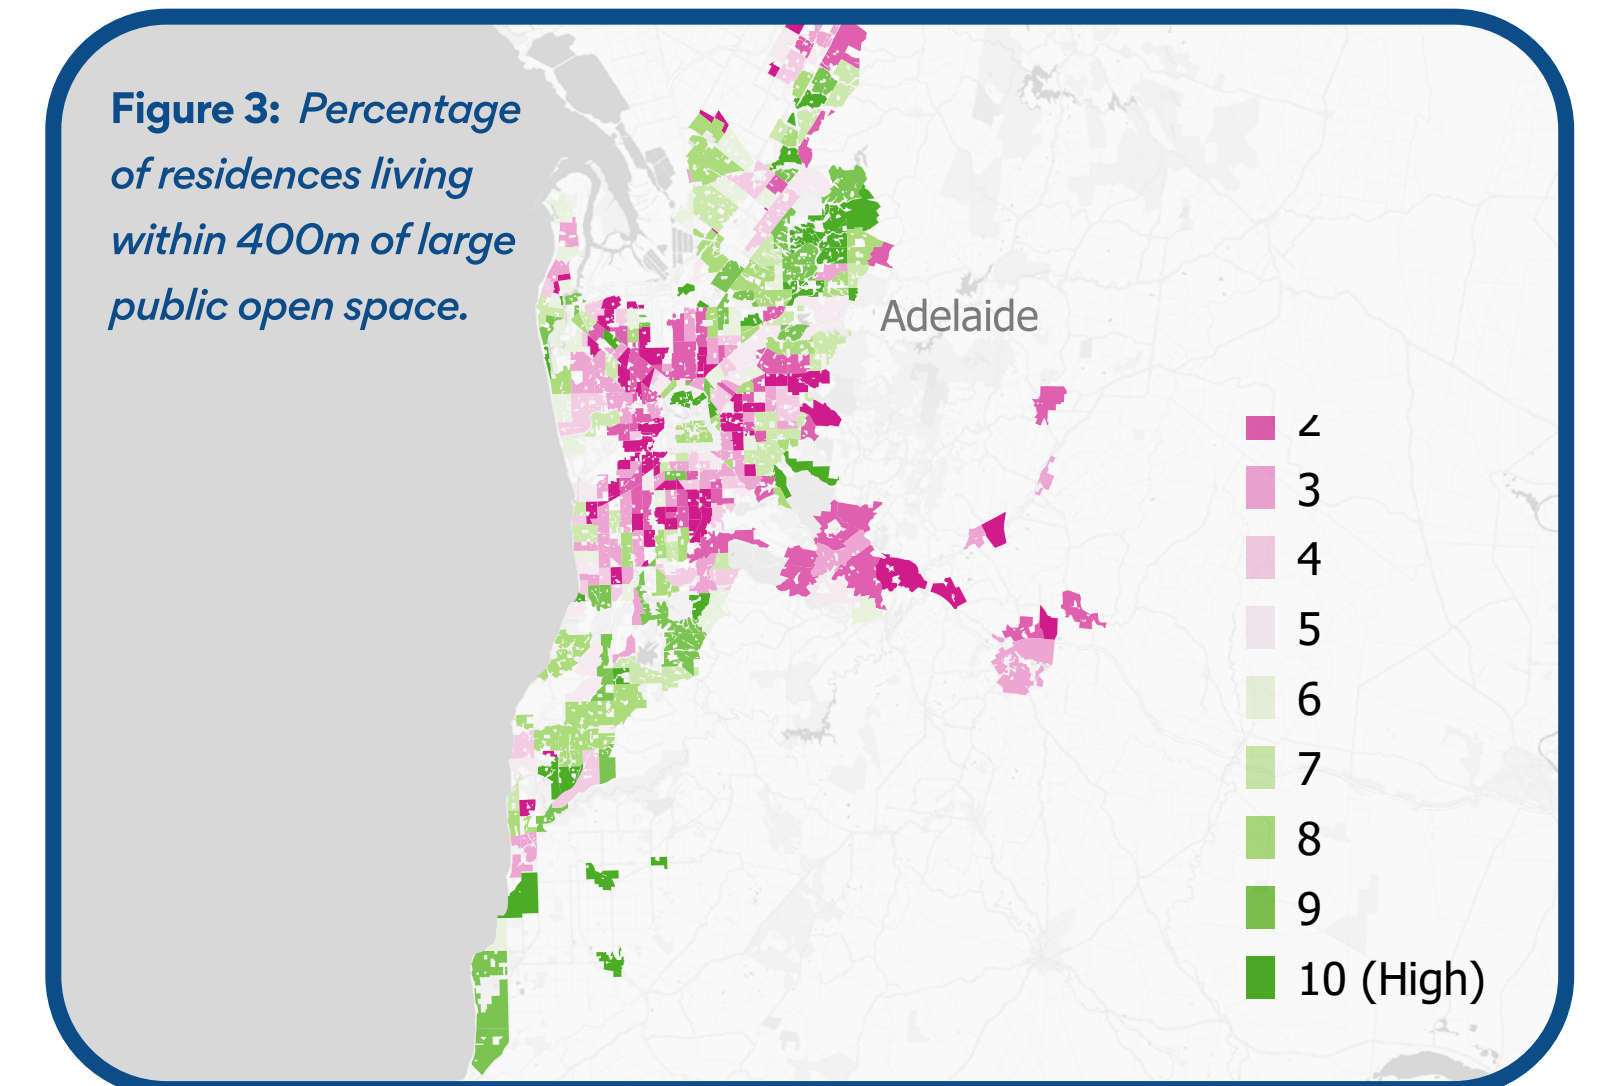 Figure 3: Percentage
of residences living
within 400m of large
public open space.
Adelaide
2
3
4
5
6
7
8
9
10 (High)